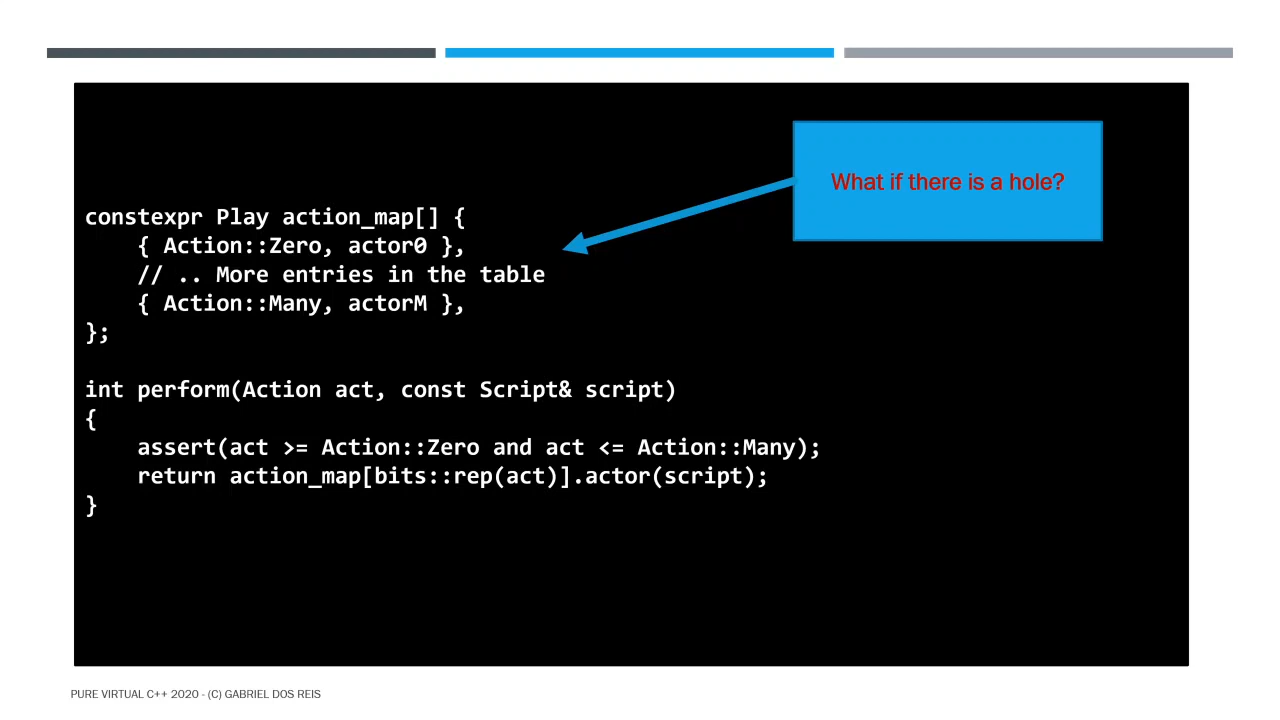 What if there is a hole?
constexpr Play action_map[] {
    { Action::Zero, actor0 },
    // .. More entries in the table
    { Action::Many, actorM },
};
int perform(Action act, const Script& script)
{
    assert(act >= Action::Zero and act <= Action::Many);
    return action_map[bits::rep(act)].actor(script);
}
PURE VIRTUAL C++ 2020 - (C) GABRIEL DOS REIS